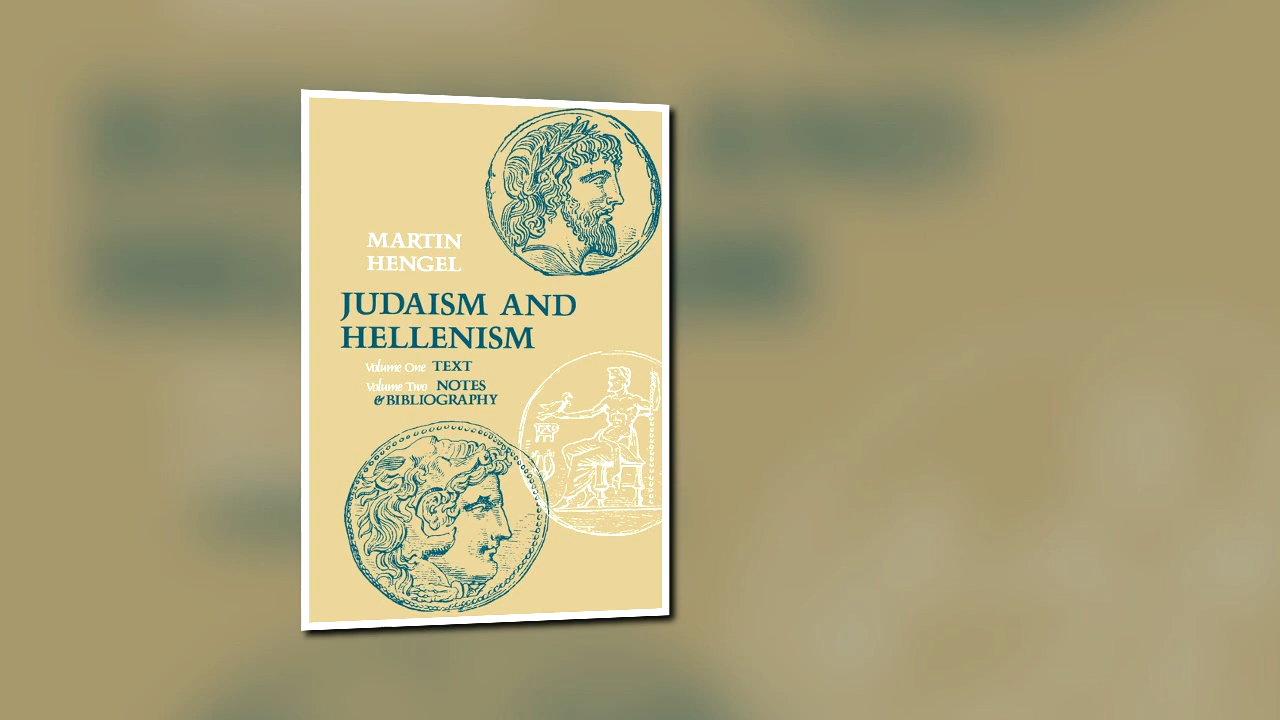 MARTIN
HENGEL
JUDAISM AND
HELLENISM
Volume One TEXT
Volume Two NOTES
& BIBLIOGRAPHY